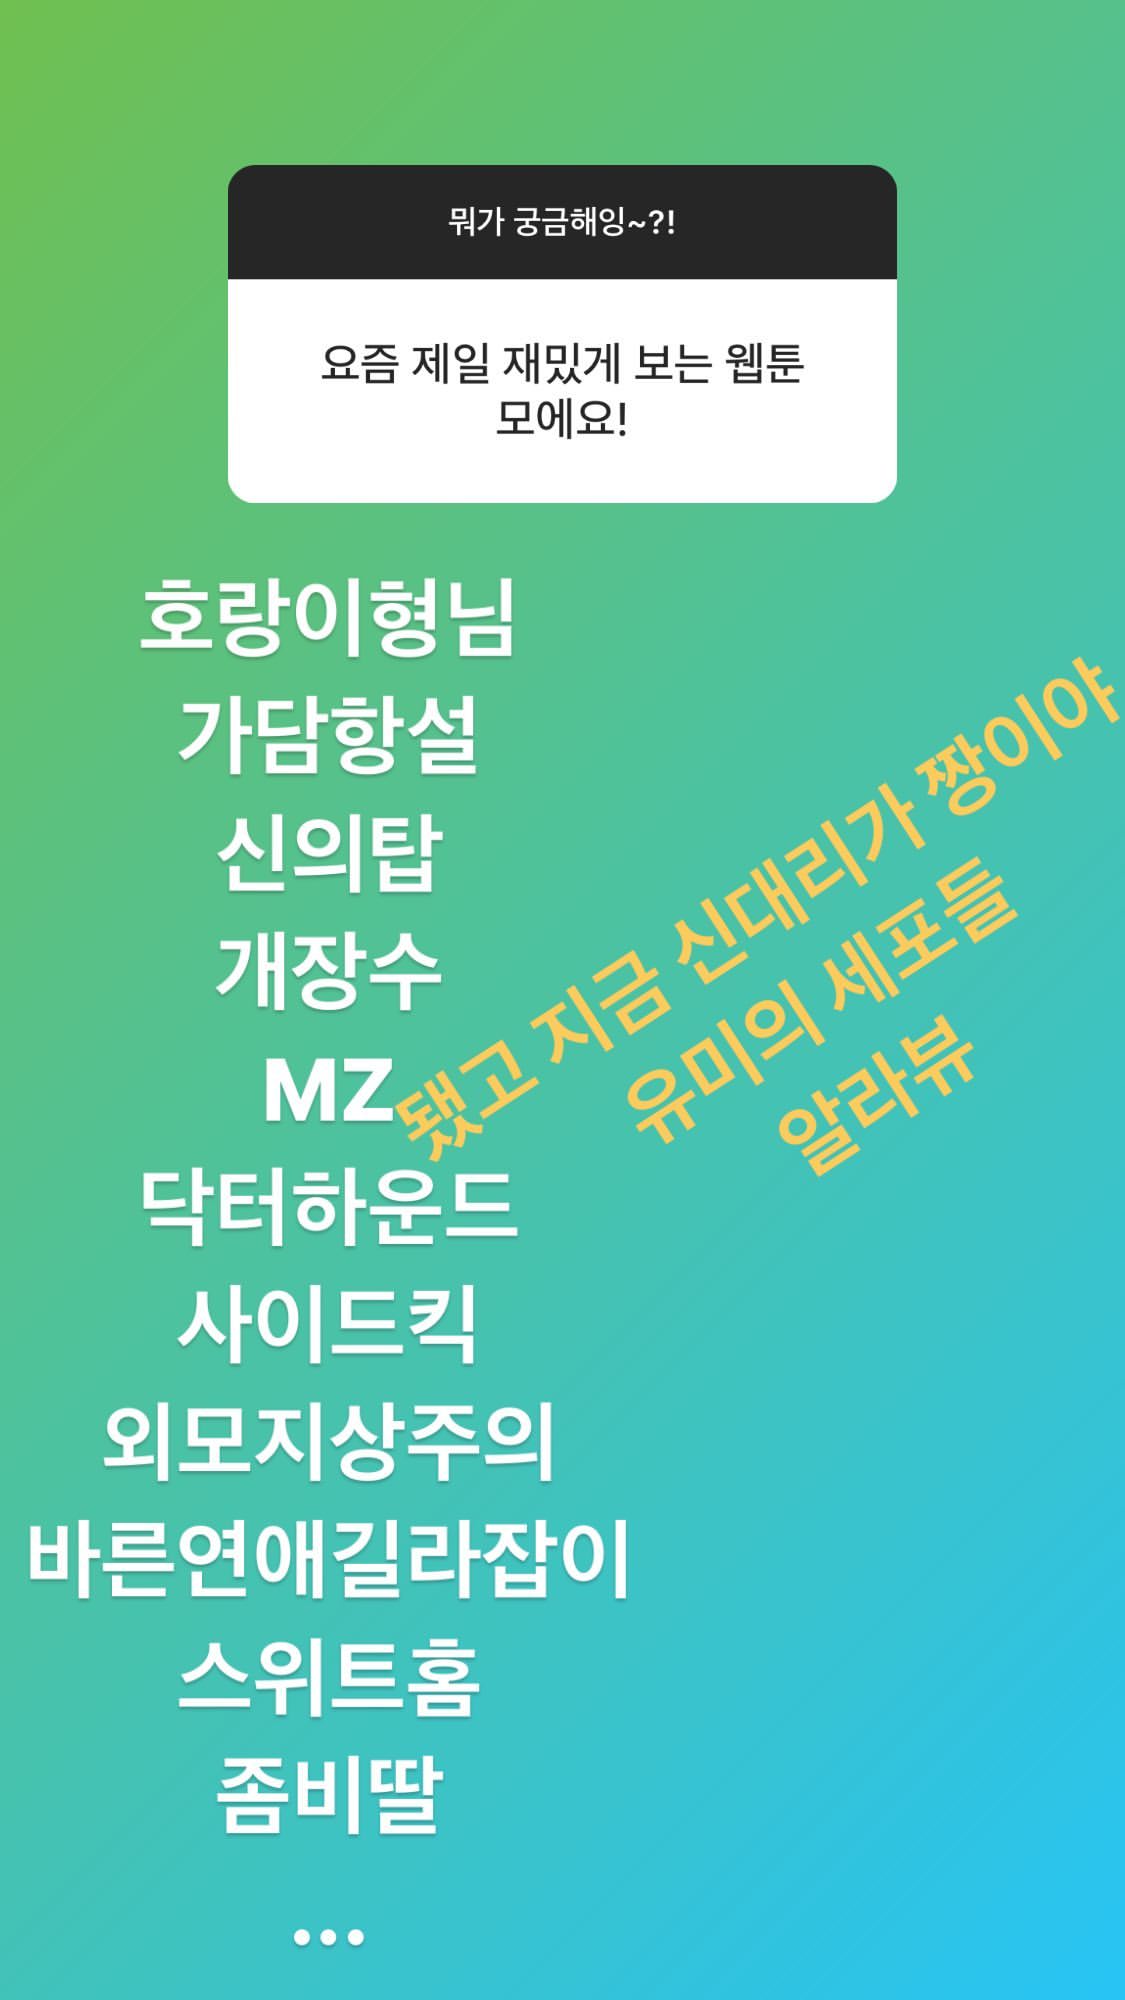 뭐가 궁금해잉~?!
요즘 제일 재밌게 보는 웹툰
모에요!
호랑이형님
가담항설
신의탑
개장수
MZ
닥터하운드
사이드킥
외모지상주의
바른연애길라잡이
스위트홈
좀비딸
...
됐고 지금 신대리가 짱이야
유미의 세포들
알라뷰